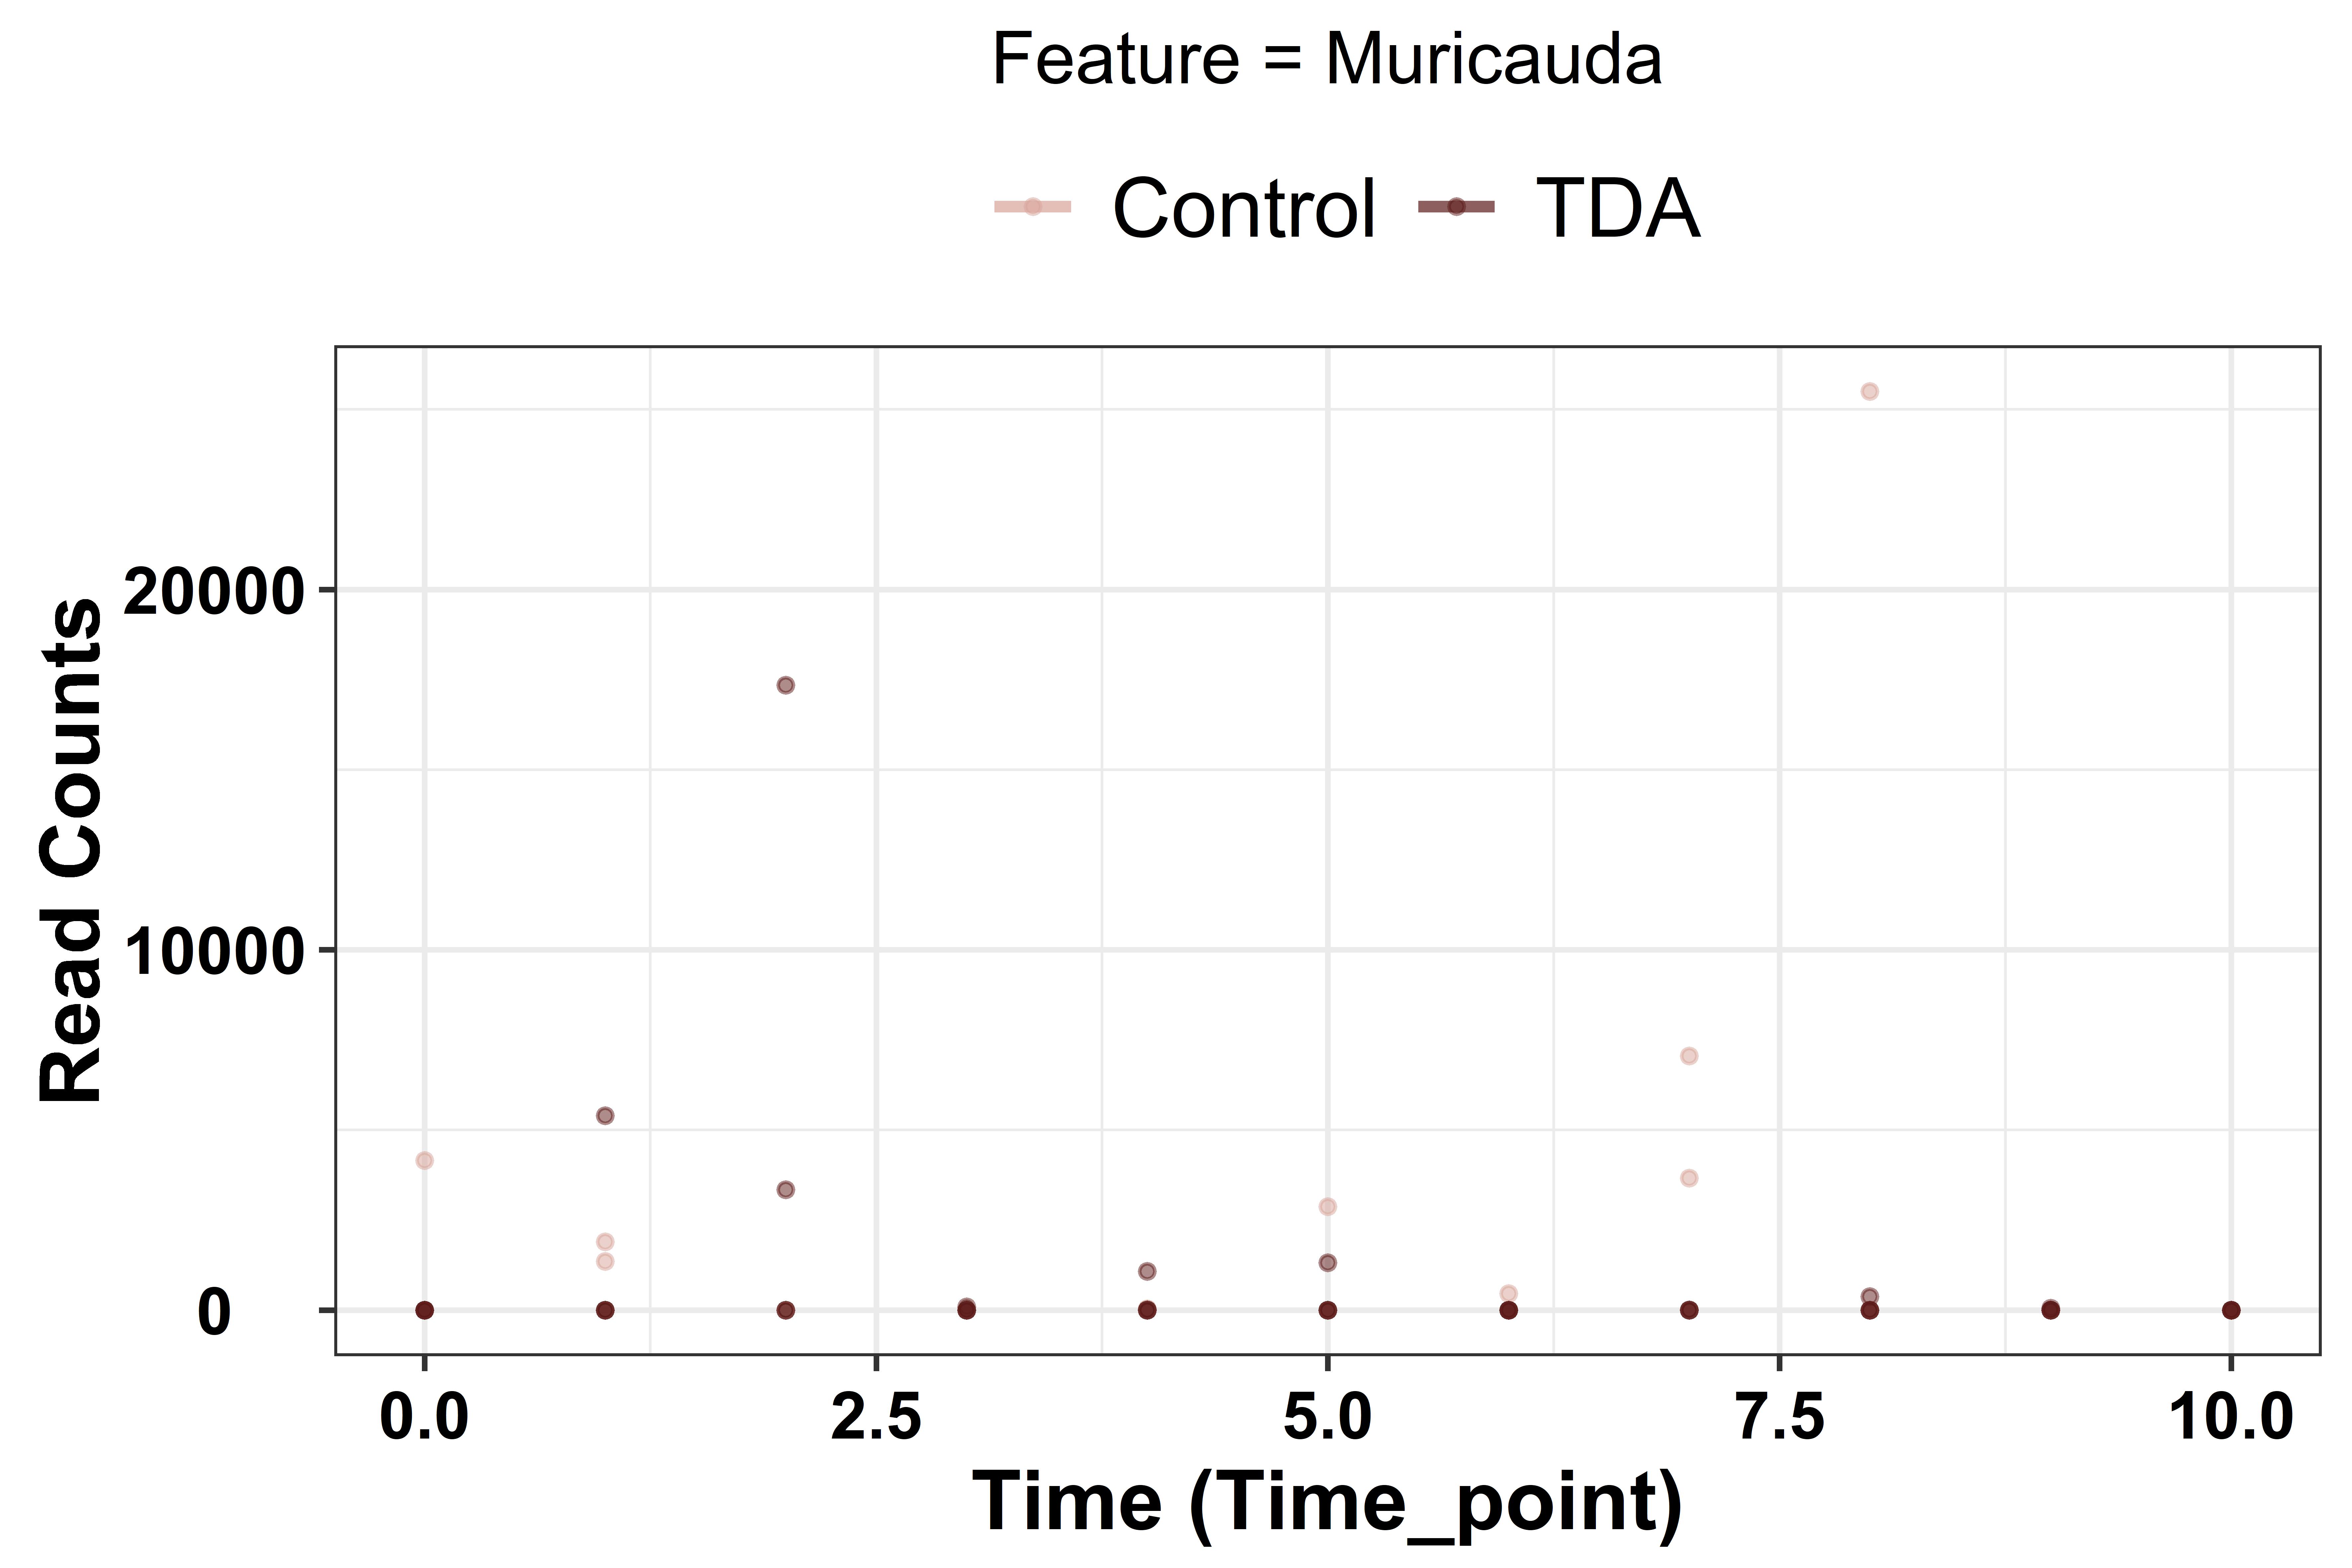 Feature = Muricauda
Control TDA
Read Counts
20000
10000
0
0.0 2.5 5.0 7.5 10.0
Time (Time_point)